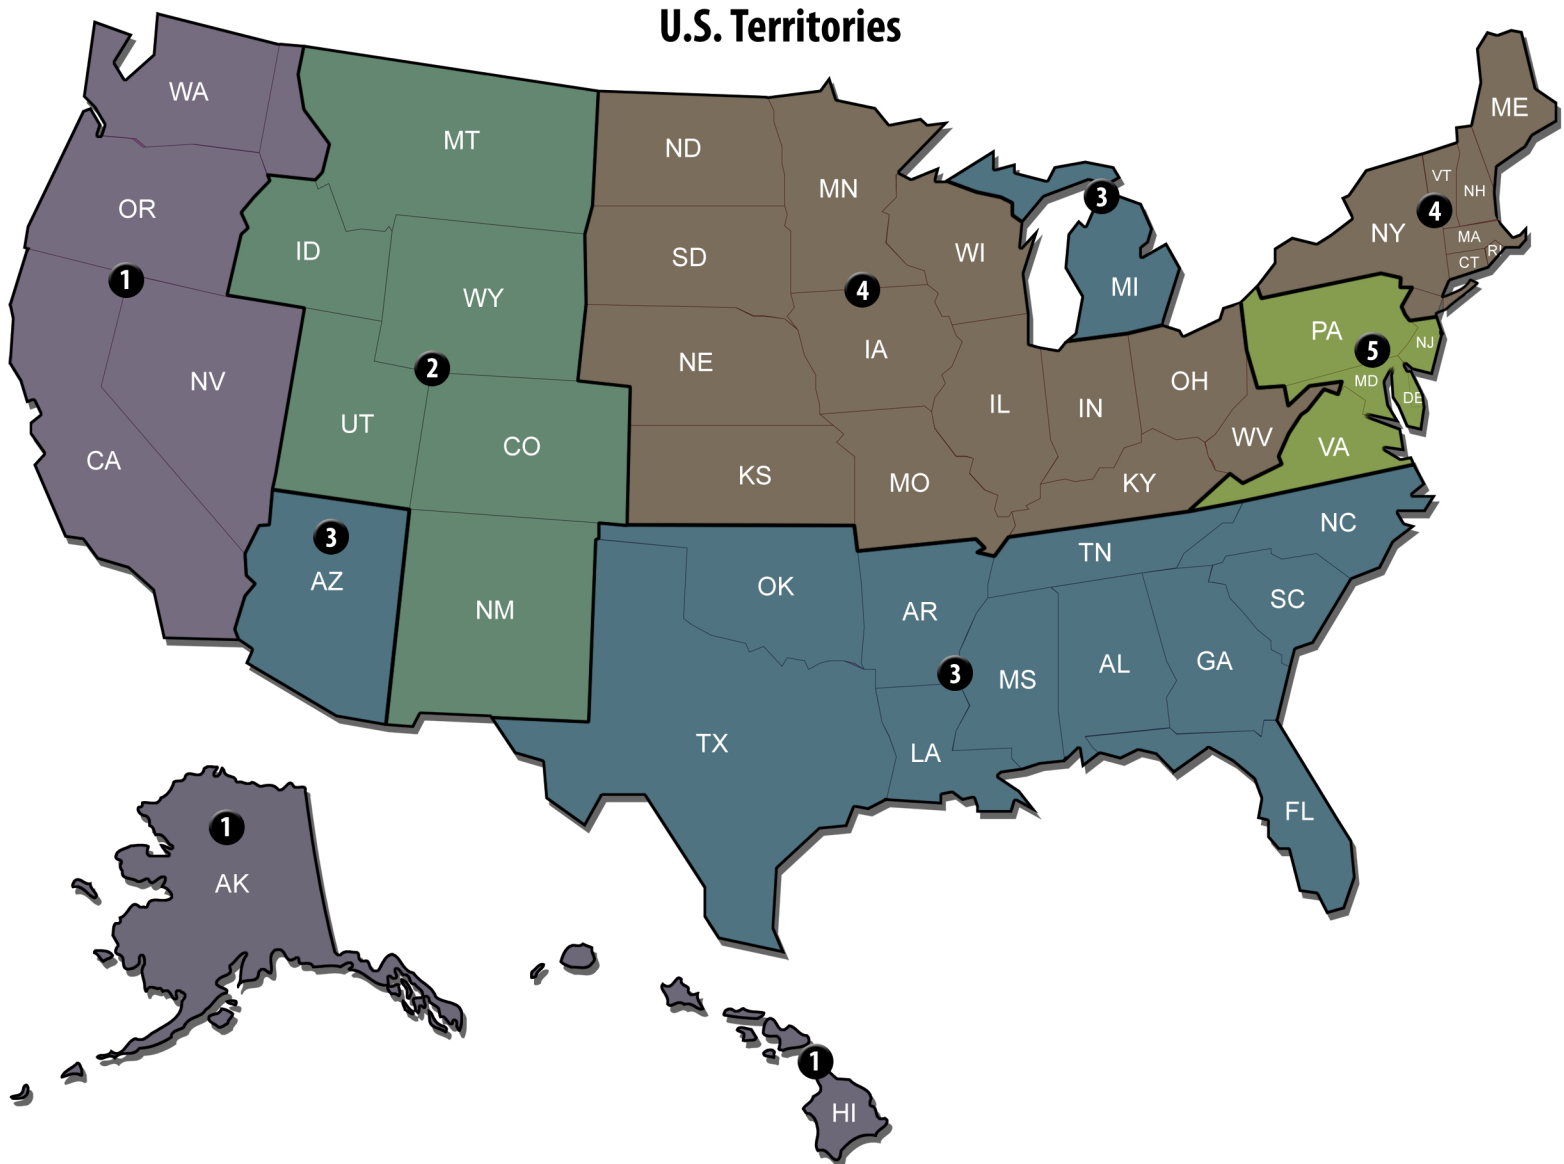 U.S. Territories
WA
MT
ND
MN
ME
OR
ID
SD
WI
3
MI
VT
NH
4
NY
MA
RI
CT
1
WY
4
IA
NE
PA
5
NJ
MD
DE
2
NV
UT
CO
CA
KS
MO
IL
IN
OH
WV
KY
VA
3
AZ
NM
OK
AR
TN
NC
SC
3
MS
AL
GA
TX
LA
FL
1
AK
1
HI